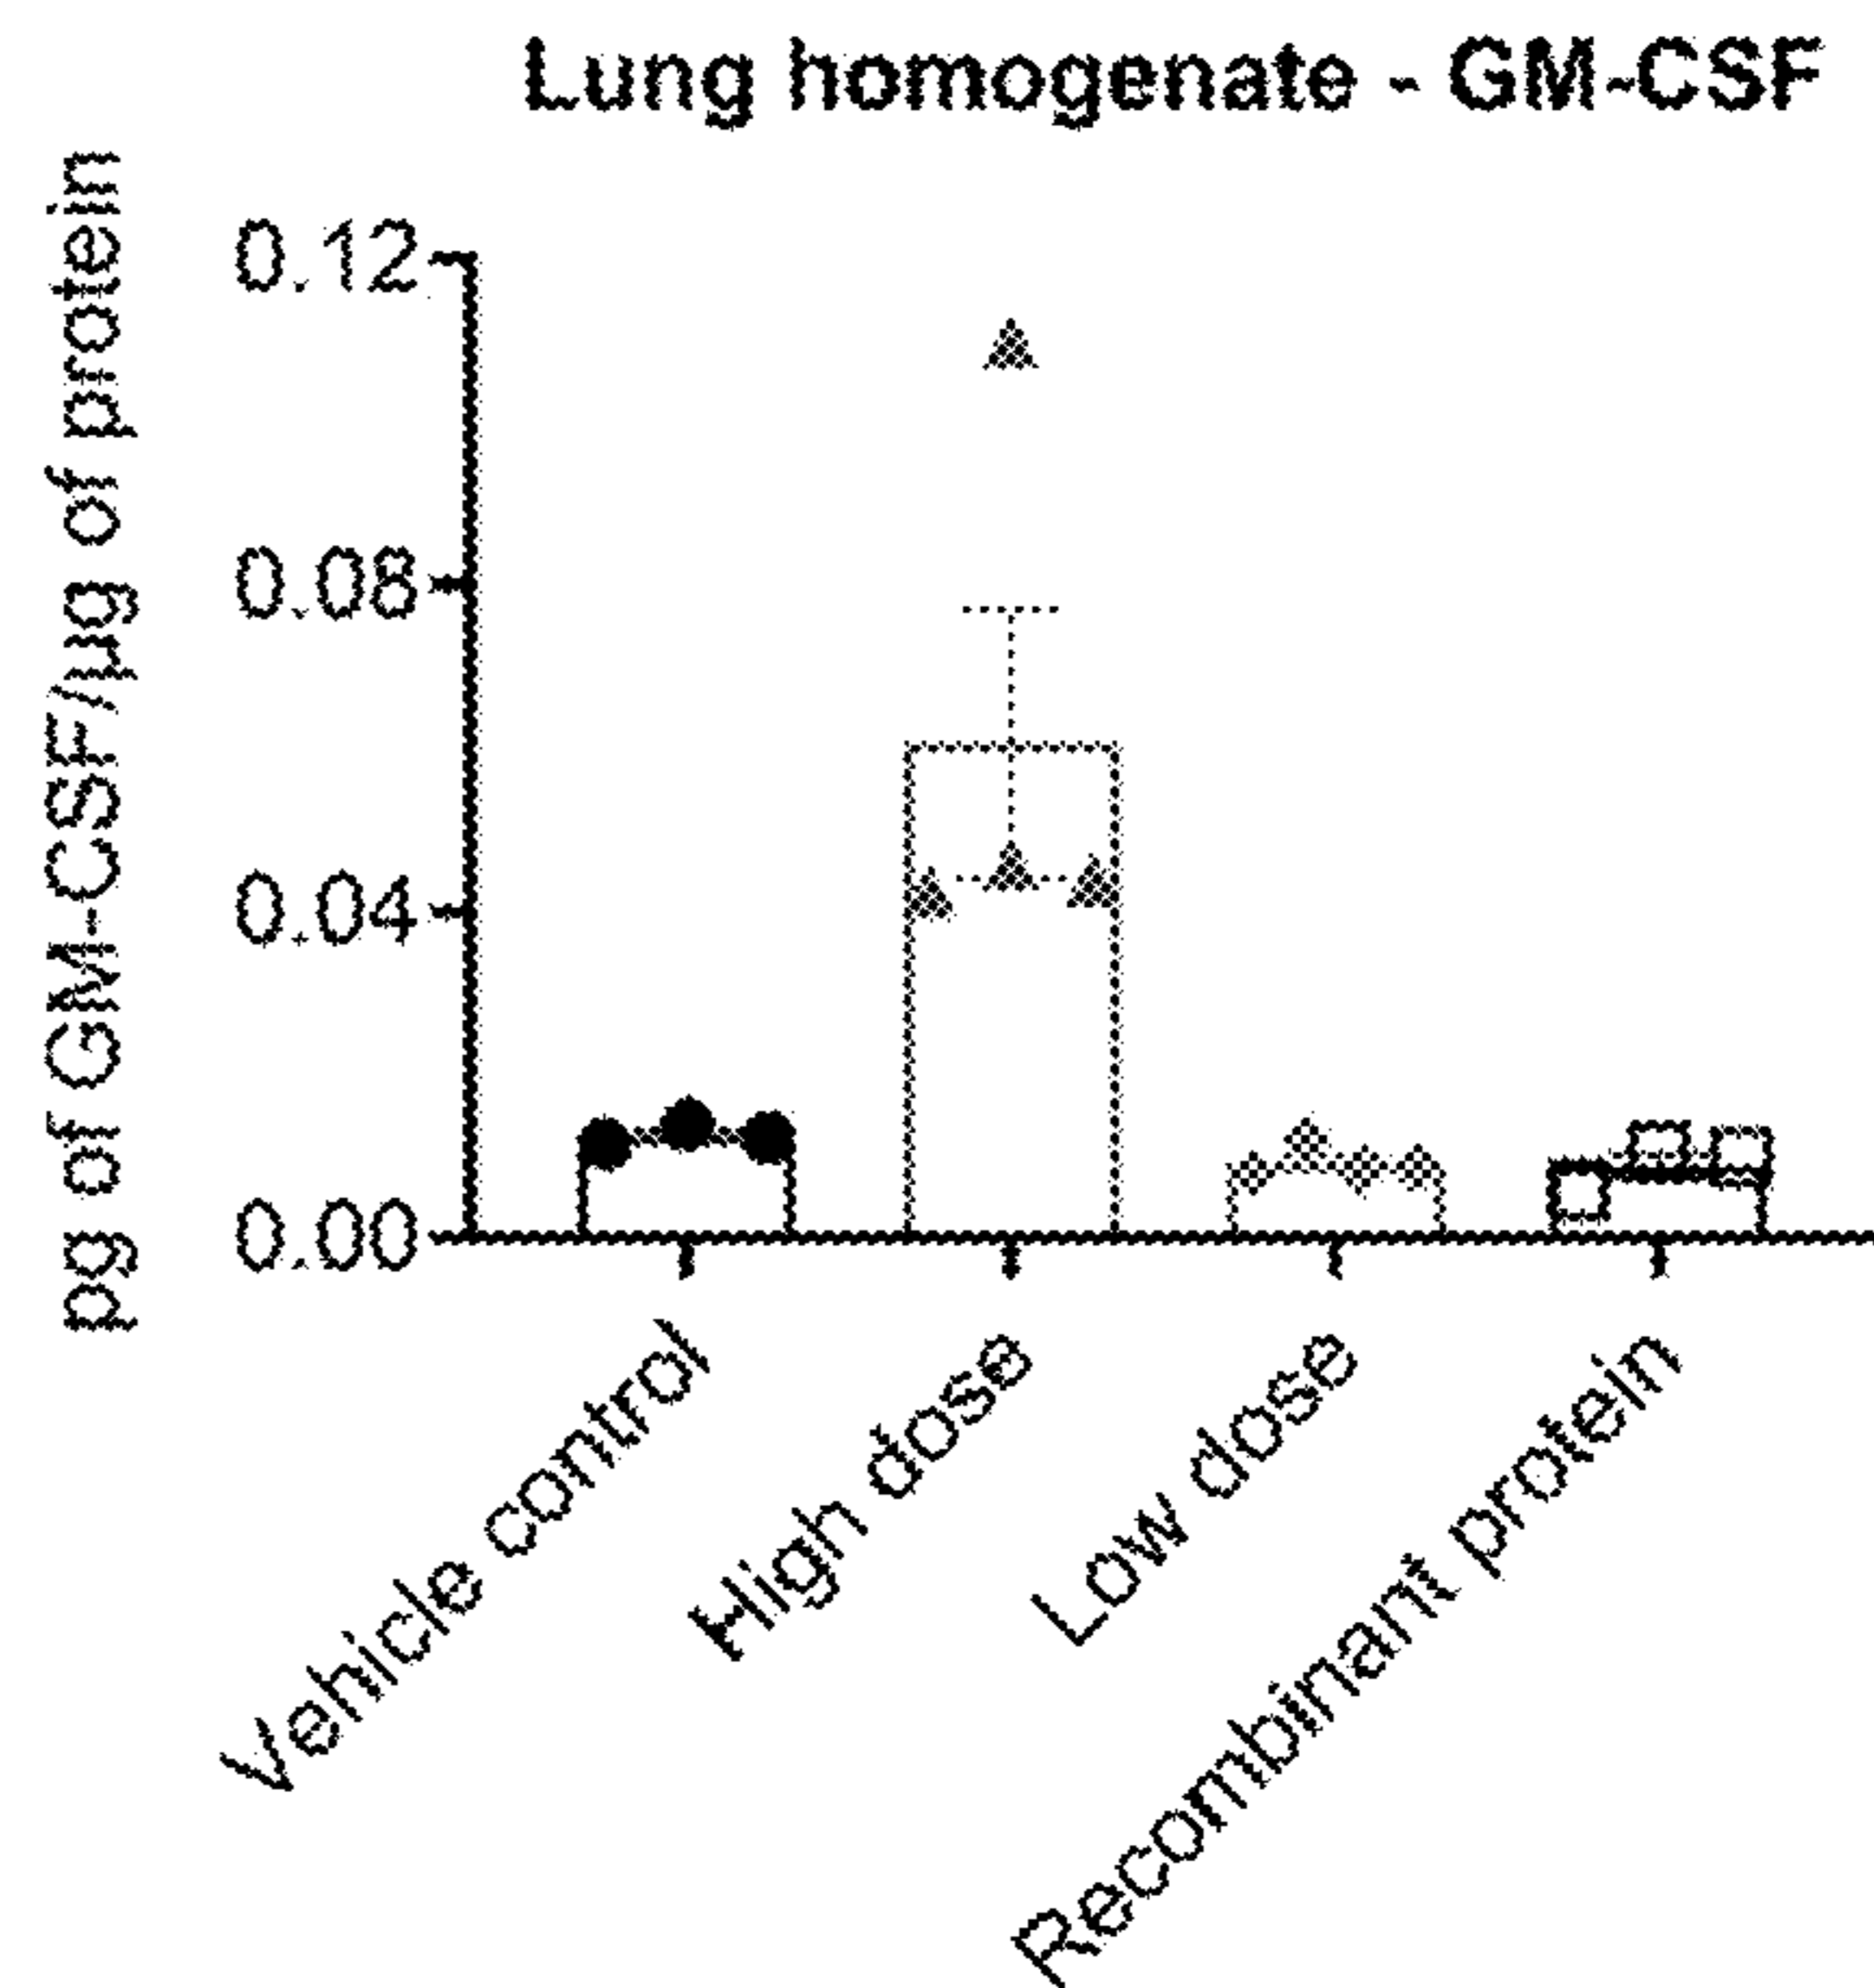 Lung homogenate - GM-CSF
pg of GM-CSF/µg of protein
0.12
0.08
0.04
0.00
Vehicle control
High dose
Low dose
Recombinant protein